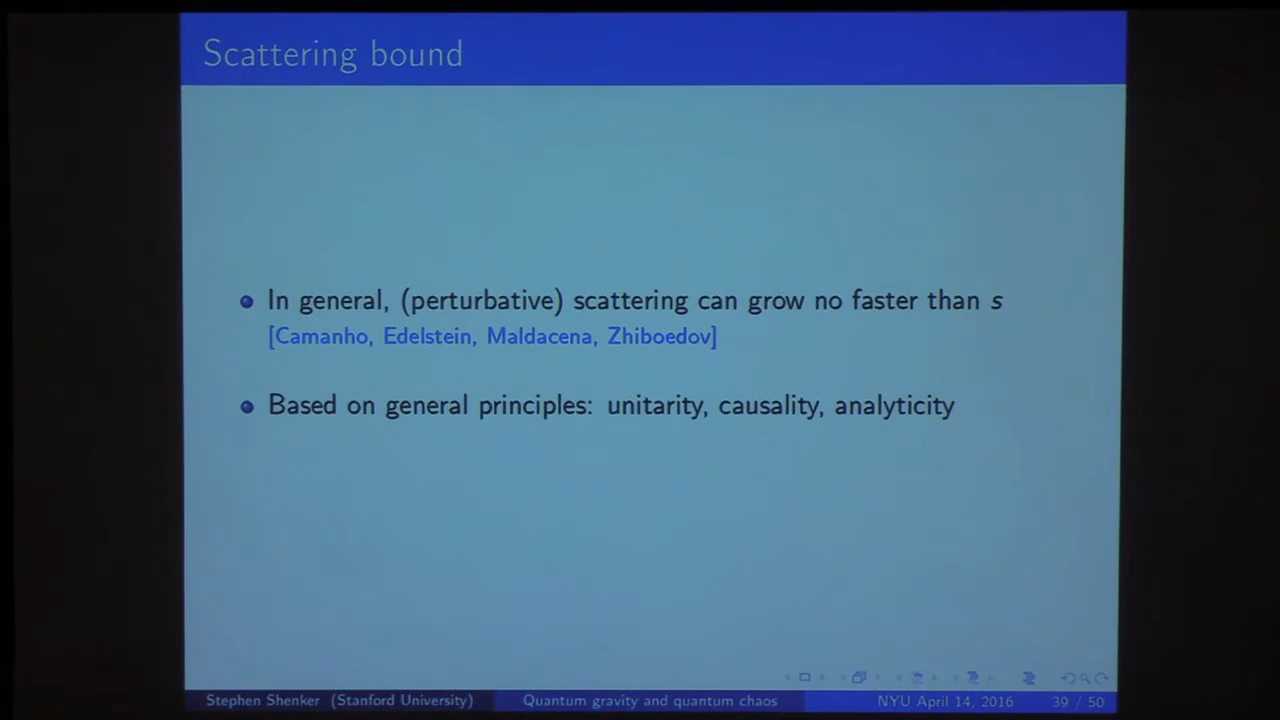 Scattering bound
In general, (perturbative) scattering can grow no faster than s
[Camanho, Edelstein, Maldacena, Zhiboedov]
Based on general principles: unitarity, causality, analyticity
Stephen Shenker (Stanford University) Quantum gravity and quantum chaos NYU April 14, 2016 39 / 50